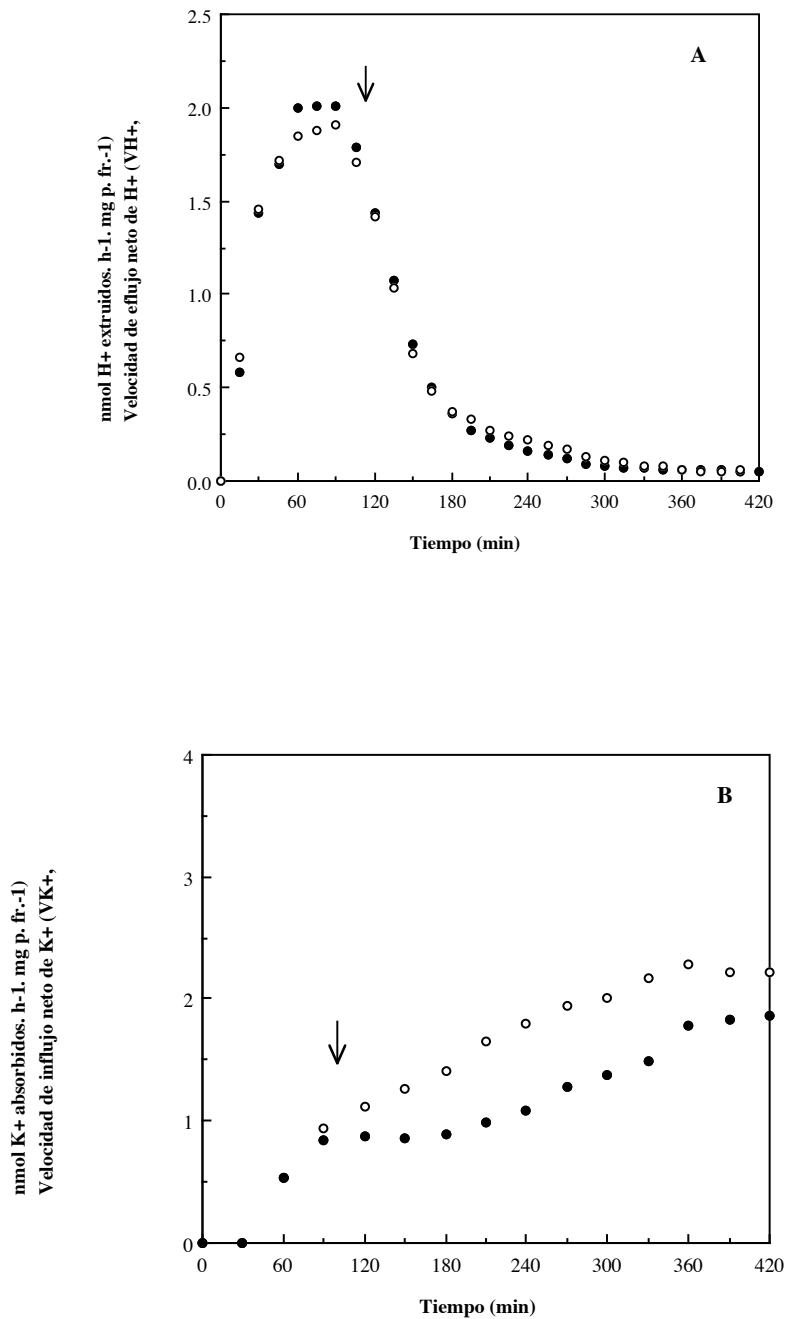 2.5
A
2.0
1.5
1.0
0.5
0.0
0 60 120 180 240 300 360 420
Tiempo (min)
nmol H+ extruidos. h-1. mg p. fr.-1)
Velocidad de eflujo neto de H+ (VH+,
4
B
3
2
1
0
0 60 120 180 240 300 360 420
Tiempo (min)
nmol K+ absorbidos. h-1. mg p. fr.-1)
Velocidad de influjo neto de K+ (VK+,